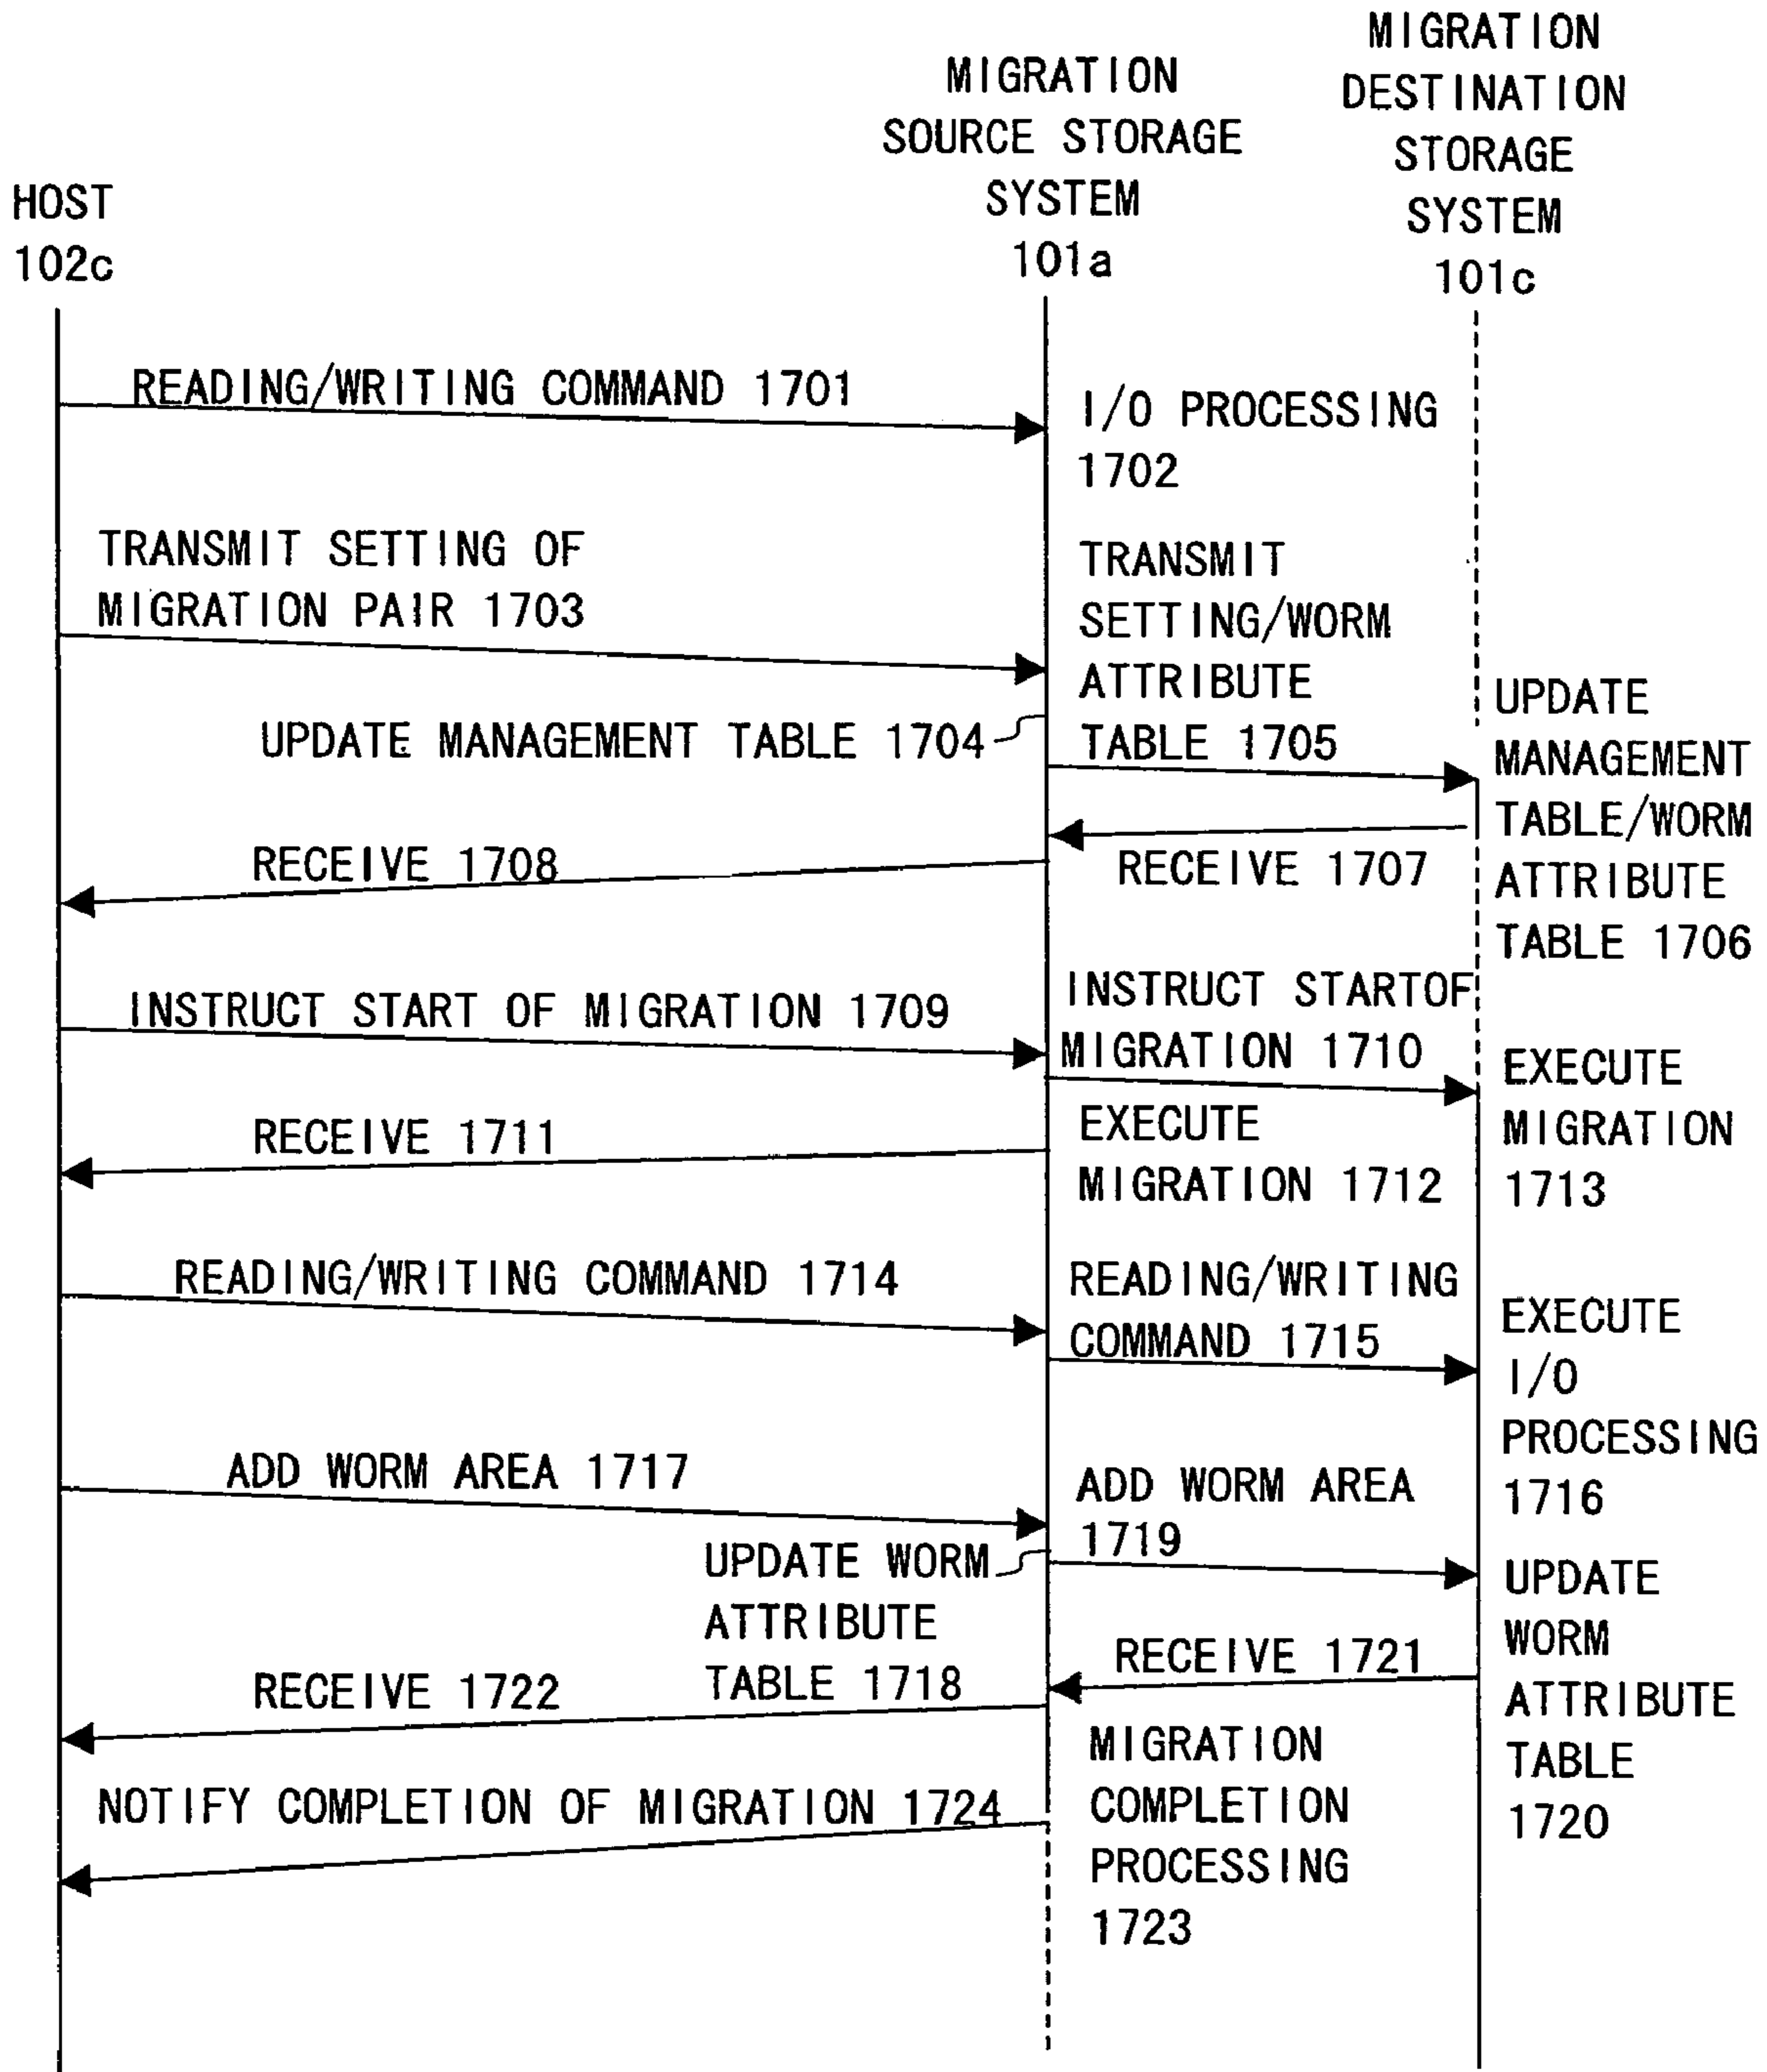 MIGRATION
DESTINATION
STORAGE
SYSTEM
101c
MIGRATION
SOURCE STORAGE
SYSTEM
101a
HOST
102c
READING/WRITING COMMAND 1701
I/O PROCESSING
1702
TRANSMIT SETTING OF
MIGRATION PAIR 1703
TRANSMIT
SETTING/WORM
ATTRIBUTE
TABLE 1705
UPDATE MANAGEMENT TABLE 1704
UPDATE
MANAGEMENT
TABLE/WORM
ATTRIBUTE
TABLE 1706
RECEIVE 1707
RECEIVE 1708
INSTRUCT START OF MIGRATION 1709
INSTRUCT STARTOF
MIGRATION 1710
EXECUTE
MIGRATION
1713
RECEIVE 1711
EXECUTE
MIGRATION 1712
READING/WRITING COMMAND 1714
READING/WRITING
COMMAND 1715
EXECUTE
I/O
PROCESSING
1716
ADD WORM AREA 1717
ADD WORM AREA
1719
UPDATE WORM
ATTRIBUTE
TABLE 1718
UPDATE
WORM
ATTRIBUTE
TABLE
1720
RECEIVE 1721
RECEIVE 1722
MIGRATION
COMPLETION
PROCESSING
1723
NOTIFY COMPLETION OF MIGRATION 1724